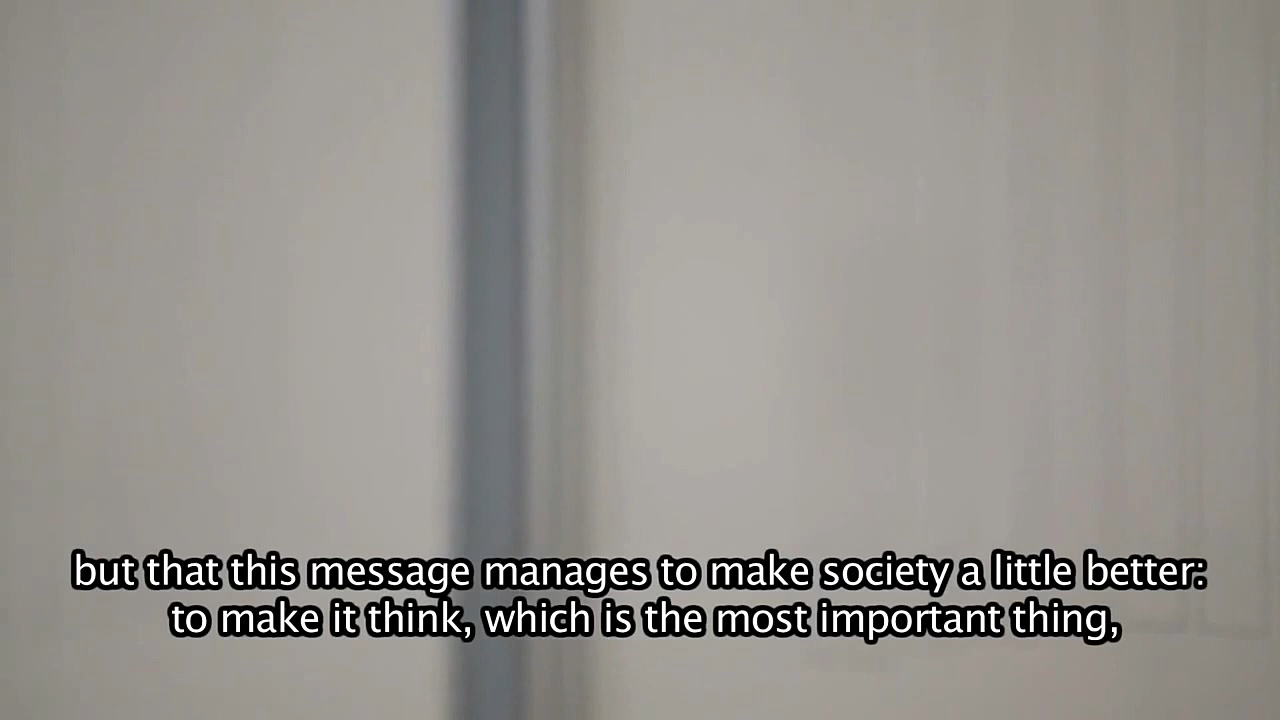 but that this message manages to make society a little better:
to make it think, which is the most important thing,